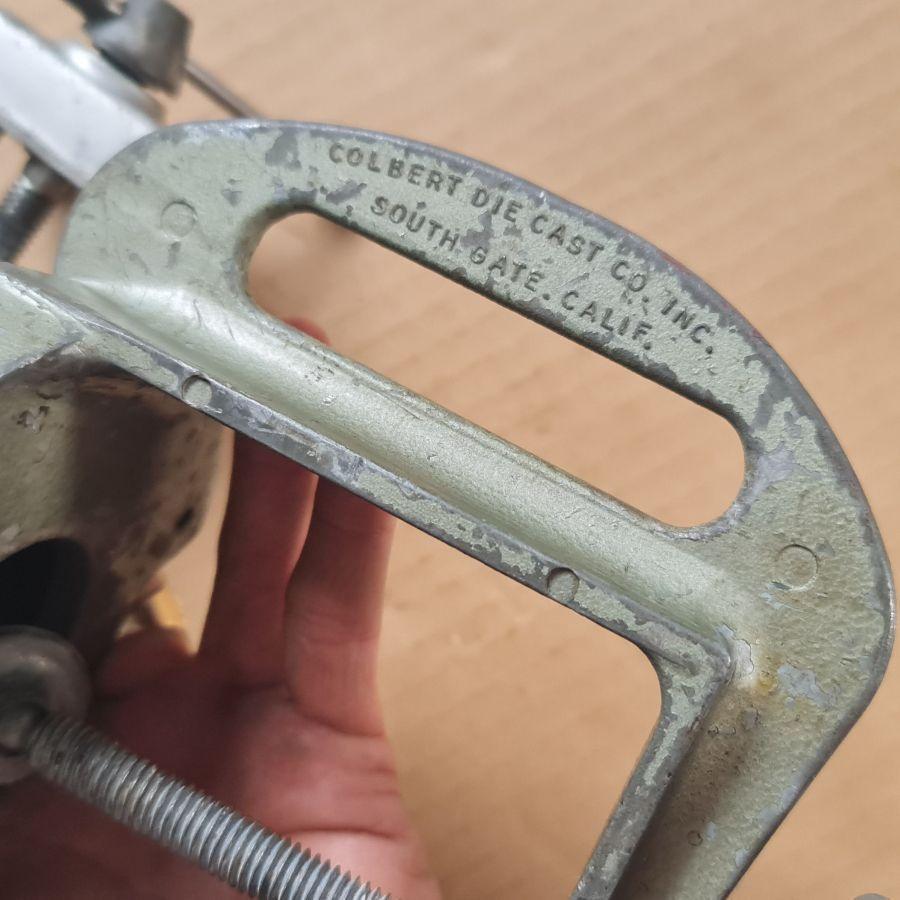 COLBERT DIE CAST CO. INC.
SOUTH GATE. CALIF.